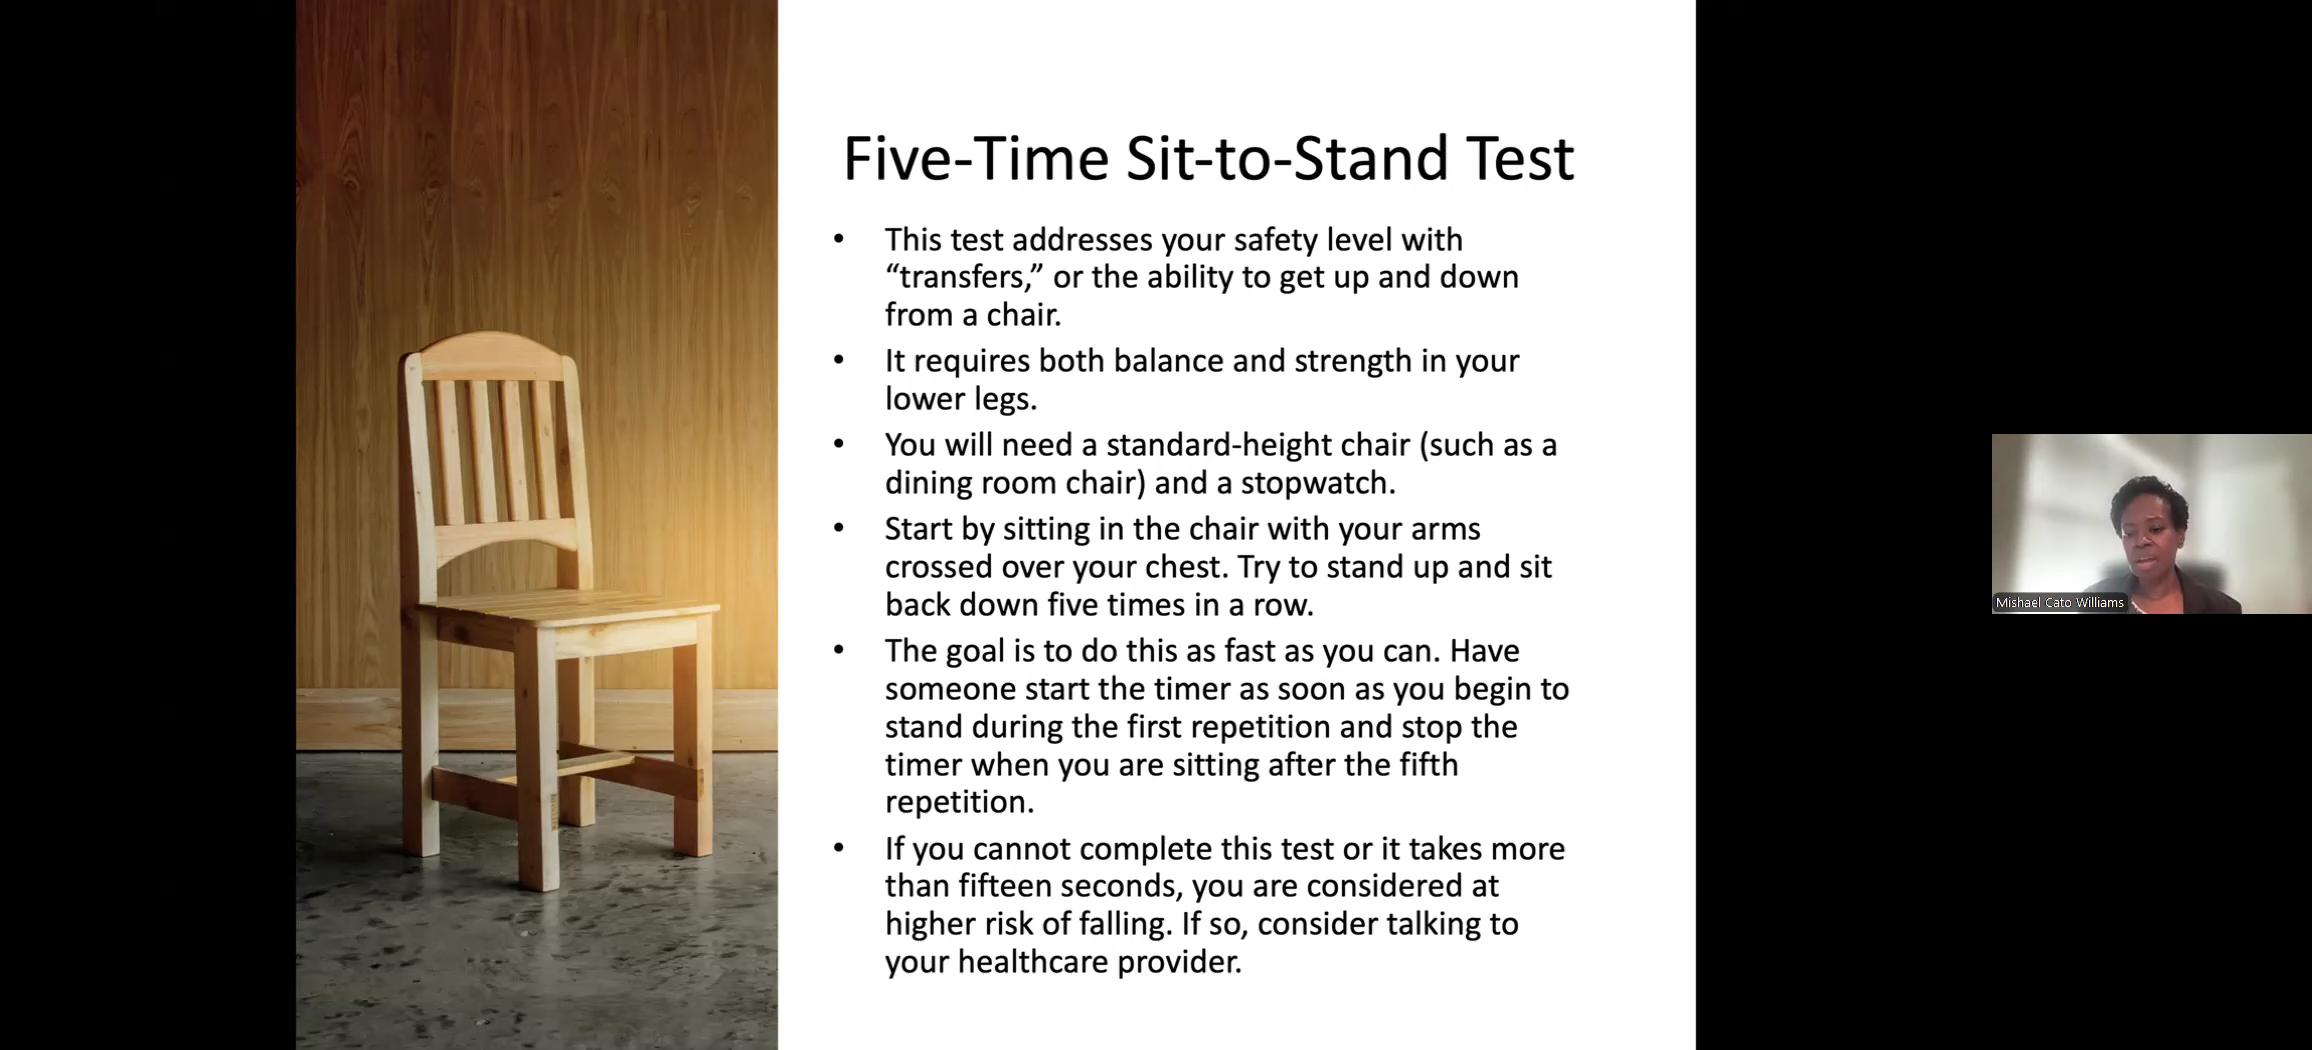 Five-Time Sit-to-Stand Test
• This test addresses your safety level with
“transfers,” or the ability to get up and down
from a chair.
• It requires both balance and strength in your
lower legs.
• You will need a standard-height chair (such as a
dining room chair) and a stopwatch.
• Start by sitting in the chair with your arms
crossed over your chest. Try to stand up and sit
back down five times in a row.
• The goal is to do this as fast as you can. Have
someone start the timer as soon as you begin to
stand during the first repetition and stop the
timer when you are sitting after the fifth
repetition.
• If you cannot complete this test or it takes more
than fifteen seconds, you are considered at
higher risk of falling. If so, consider talking to
your healthcare provider.
Mishael Cato Williams